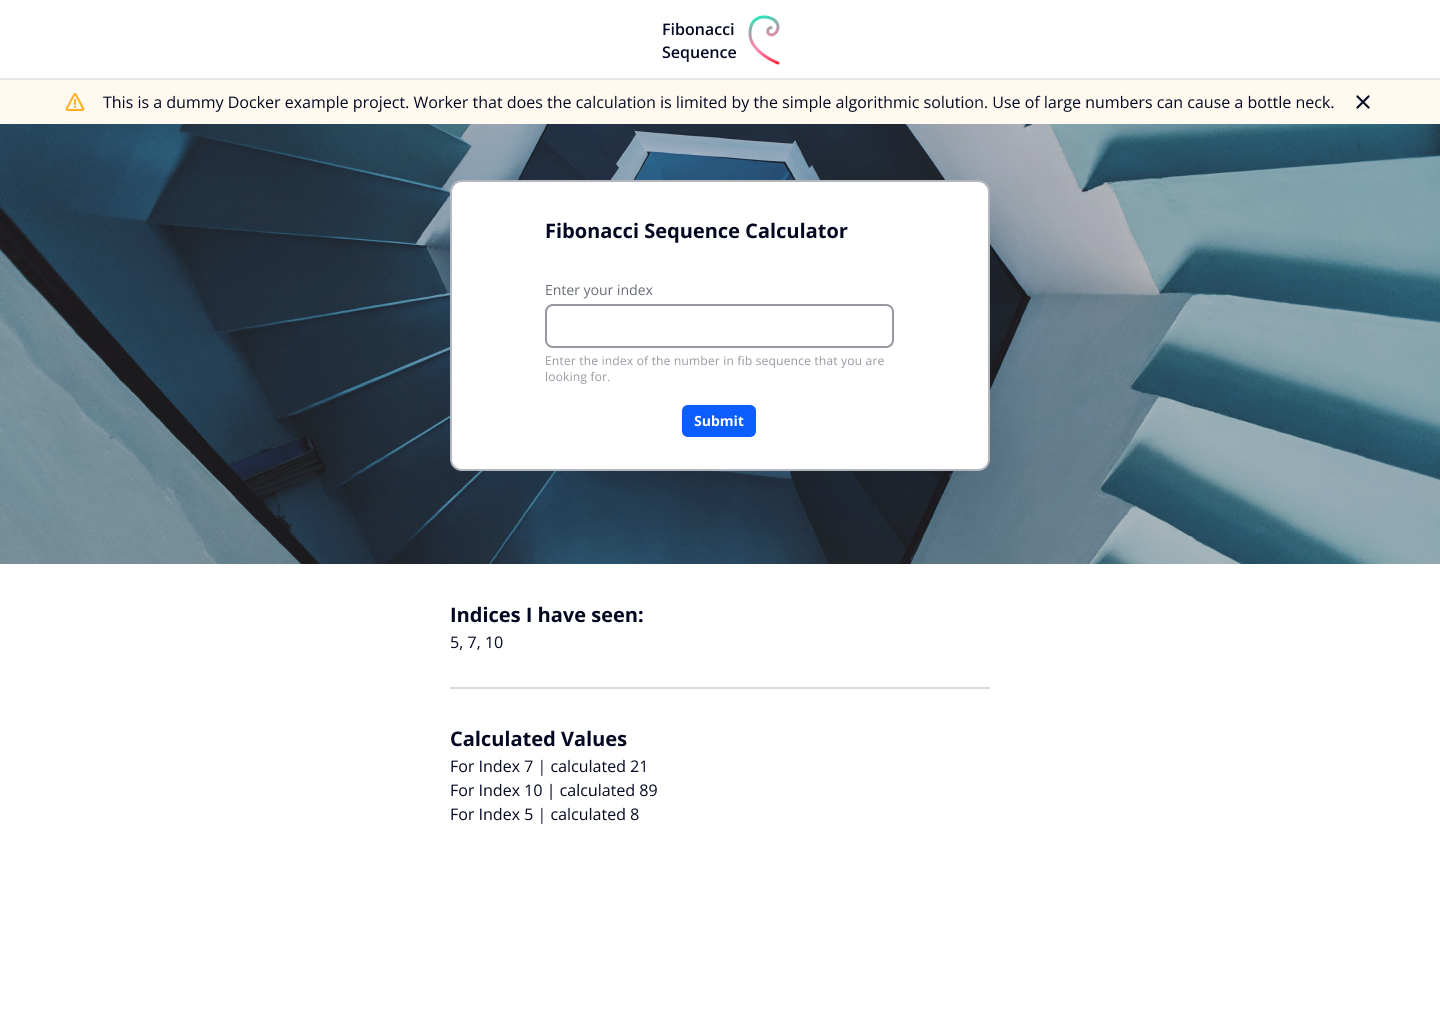 Fibonacci
Sequence
This is a dummy Docker example project. Worker that does the calculation is limited by the simple algorithmic solution. Use of large numbers can cause a bottle neck.
Fibonacci Sequence Calculator
Enter your index
Enter the index of the number in fib sequence that you are
looking for.
Submit
Indices I have seen:
5, 7, 10
Calculated Values
For Index 7 | calculated 21
For Index 10 | calculated 89
For Index 5 | calculated 8